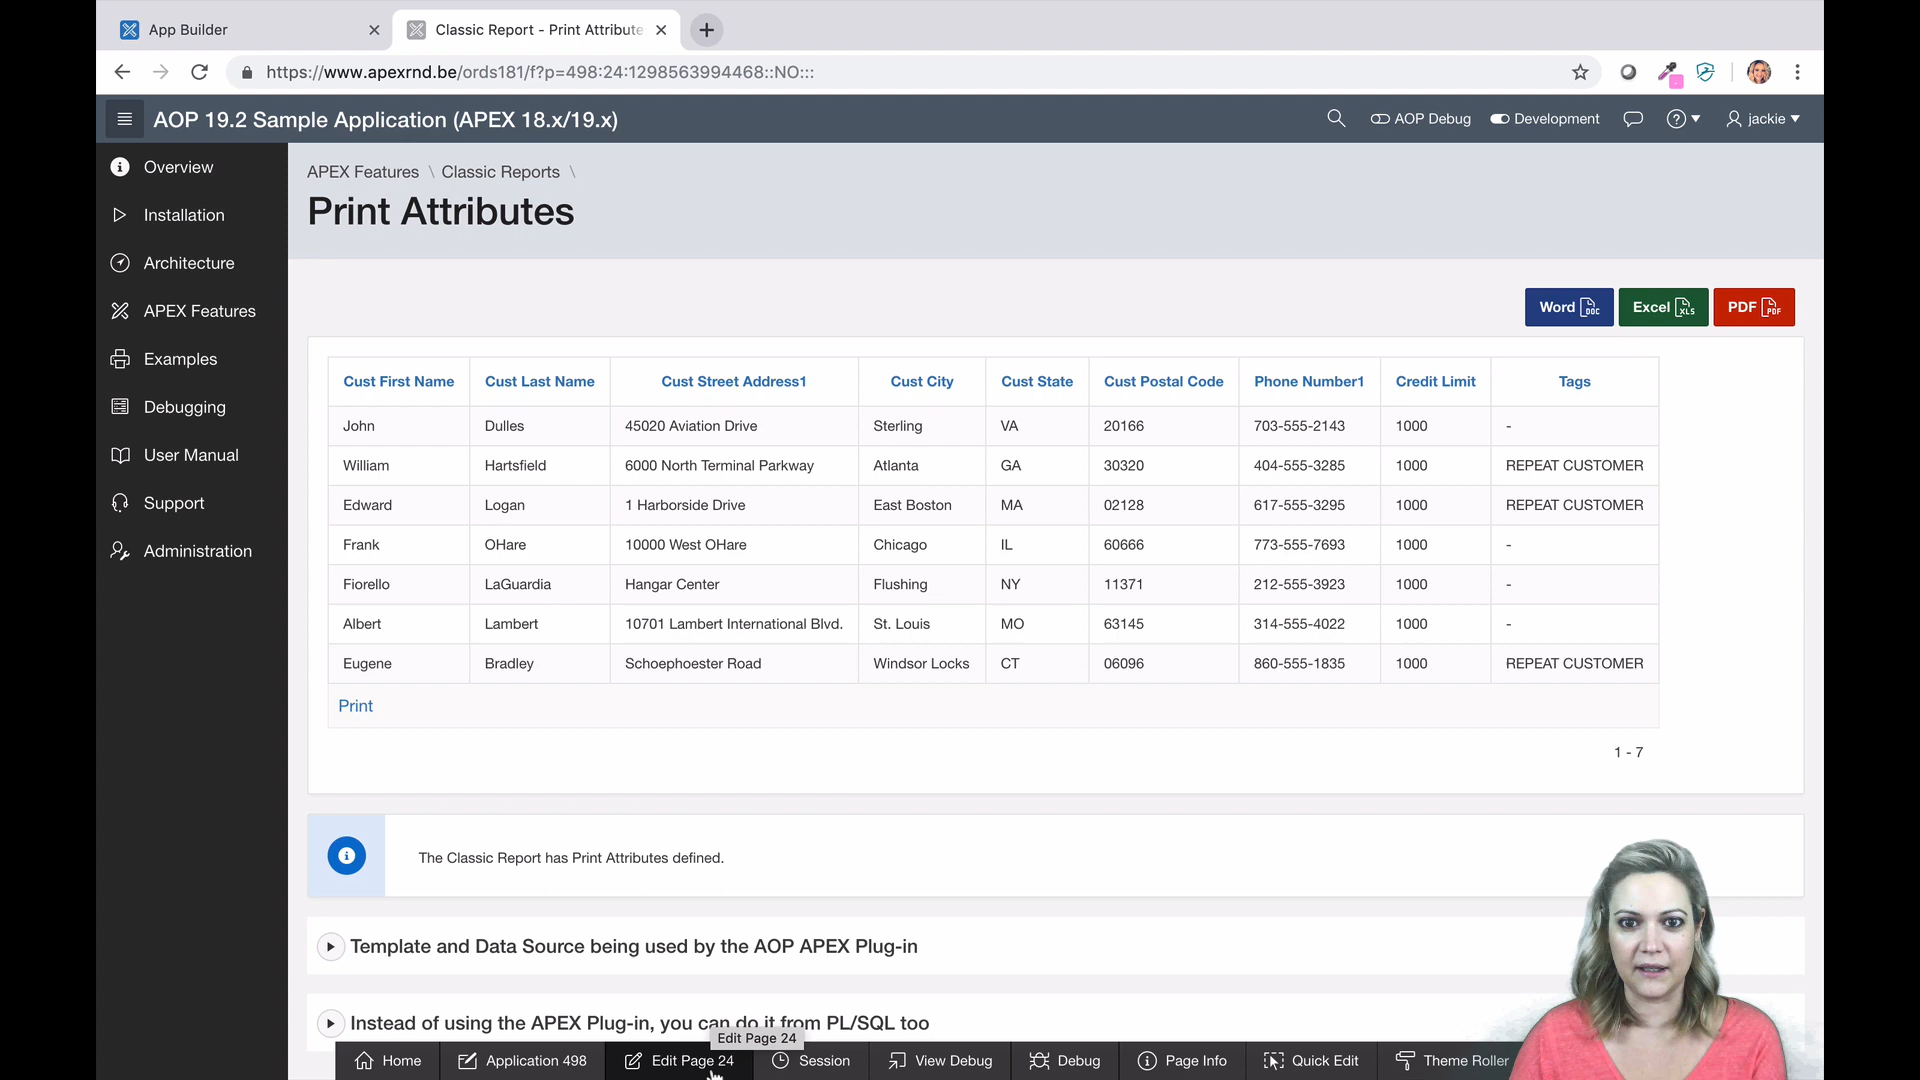 App Builder
Classic Report - Print Attribute
https://www.apexrnd.be/ords181/f?p=498:24:1298563994468::NO:::
AOP 19.2 Sample Application (APEX 18.x/19.x)
AOP Debug
Development
jackie
Overview
Installation
Architecture
APEX Features
Examples
Debugging
User Manual
Support
Administration
APEX Features \ Classic Reports \
Print Attributes
Word DOC
Excel XLS
PDF PDF
Cust First Name Cust Last Name Cust Street Address1 Cust City Cust State Cust Postal Code Phone Number1 Credit Limit Tags
John Dulles 45020 Aviation Drive Sterling VA 20166 703-555-2143 1000 -
William Hartsfield 6000 North Terminal Parkway Atlanta GA 30320 404-555-3285 1000 REPEAT CUSTOMER
Edward Logan 1 Harborside Drive East Boston MA 02128 617-555-3295 1000 REPEAT CUSTOMER
Frank OHare 10000 West OHare Chicago IL 60666 773-555-7693 1000 -
Fiorello LaGuardia Hangar Center Flushing NY 11371 212-555-3923 1000 -
Albert Lambert 10701 Lambert International Blvd. St. Louis MO 63145 314-555-4022 1000 -
Eugene Bradley Schoephoester Road Windsor Locks CT 06096 860-555-1835 1000 REPEAT CUSTOMER
Print
1 - 7
The Classic Report has Print Attributes defined.
Template and Data Source being used by the AOP APEX Plug-in
Instead of using the APEX Plug-in, you can do it from PL/SQL too
Edit Page 24
Home
Application 498
Edit Page 24
Session
View Debug
Debug
Page Info
Quick Edit
Theme Roller